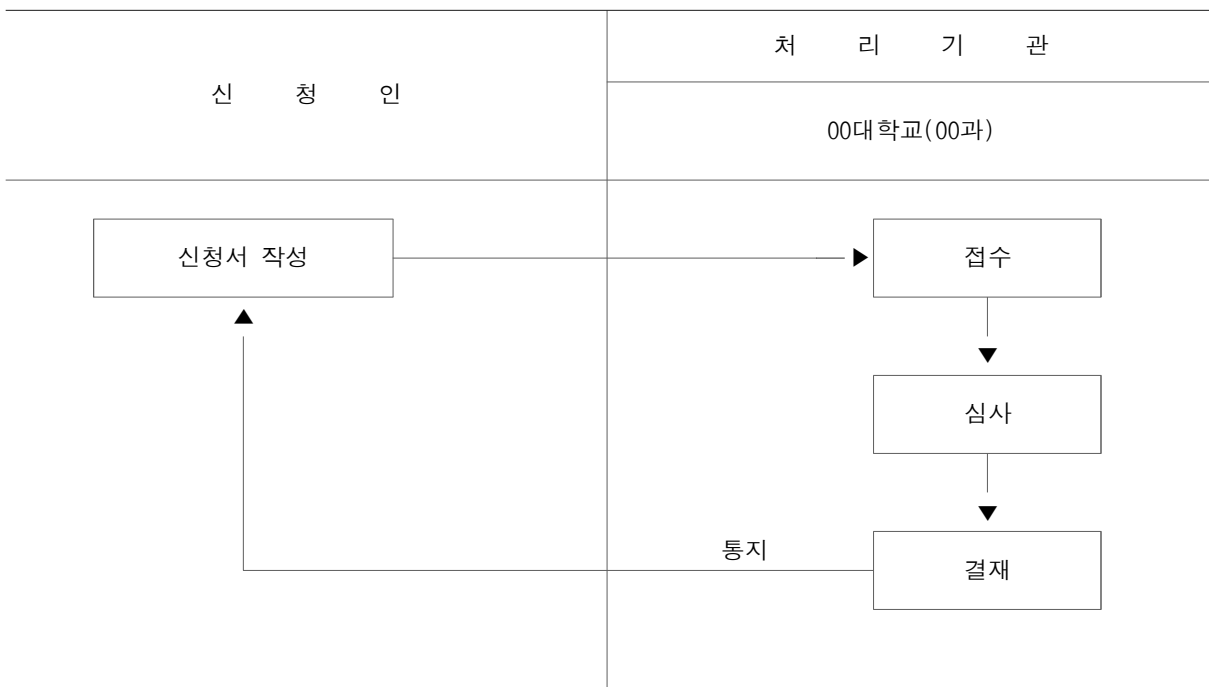 처 리 기 관
신 청 인
00대학교(00과)
신청서 작성
접수
심사
통지
결재